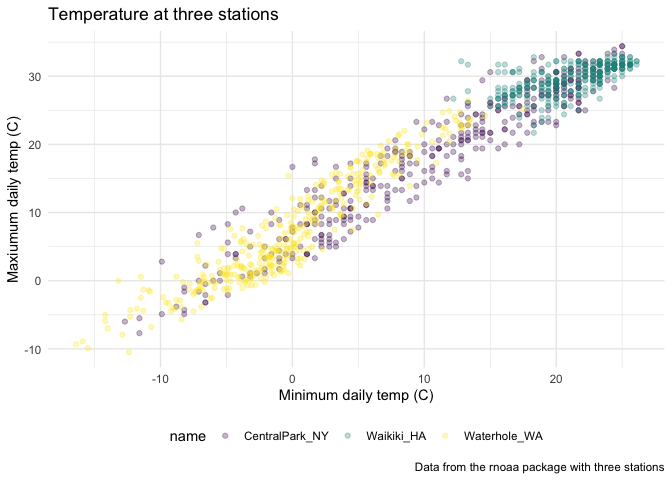 Temperature at three stations
Maxiumum daily temp (C)
30
20
10
0
-10
-10 0 10 20
Minimum daily temp (C)
name CentralPark_NY Waikiki_HA Waterhole_WA
Data from the rnoaa package with three stations